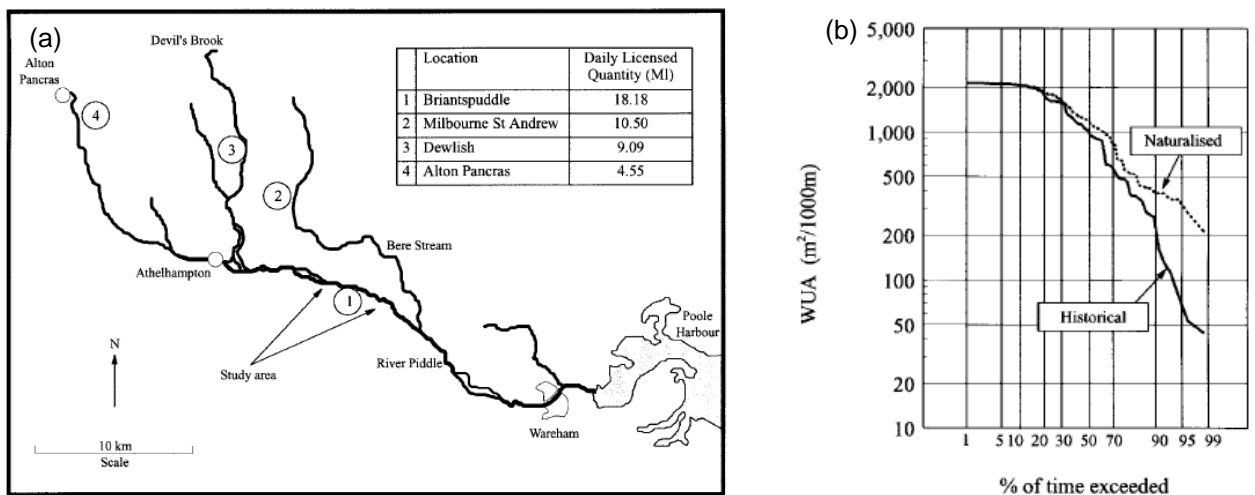 (a)
Devil's Brook
Alton
Pancras
4
3
2
Location
Daily Licensed
Quantity (Ml)
1 Briantspuddle 18.18
2 Milbourne St Andrew 10.50
3 Dewlish 9.09
4 Alton Pancras 4.55
Bere Stream
Athelhampton
1
Poole
Harbour
N
Study area
River Piddle
Wareham
10 km
Scale
(b)
5,000
2,000
1,000
500
200
100
50
20
10
WUA (m²/1000m)
Naturalised
Historical
1 5 10 20 30 50 70 90 95 99
% of time exceeded